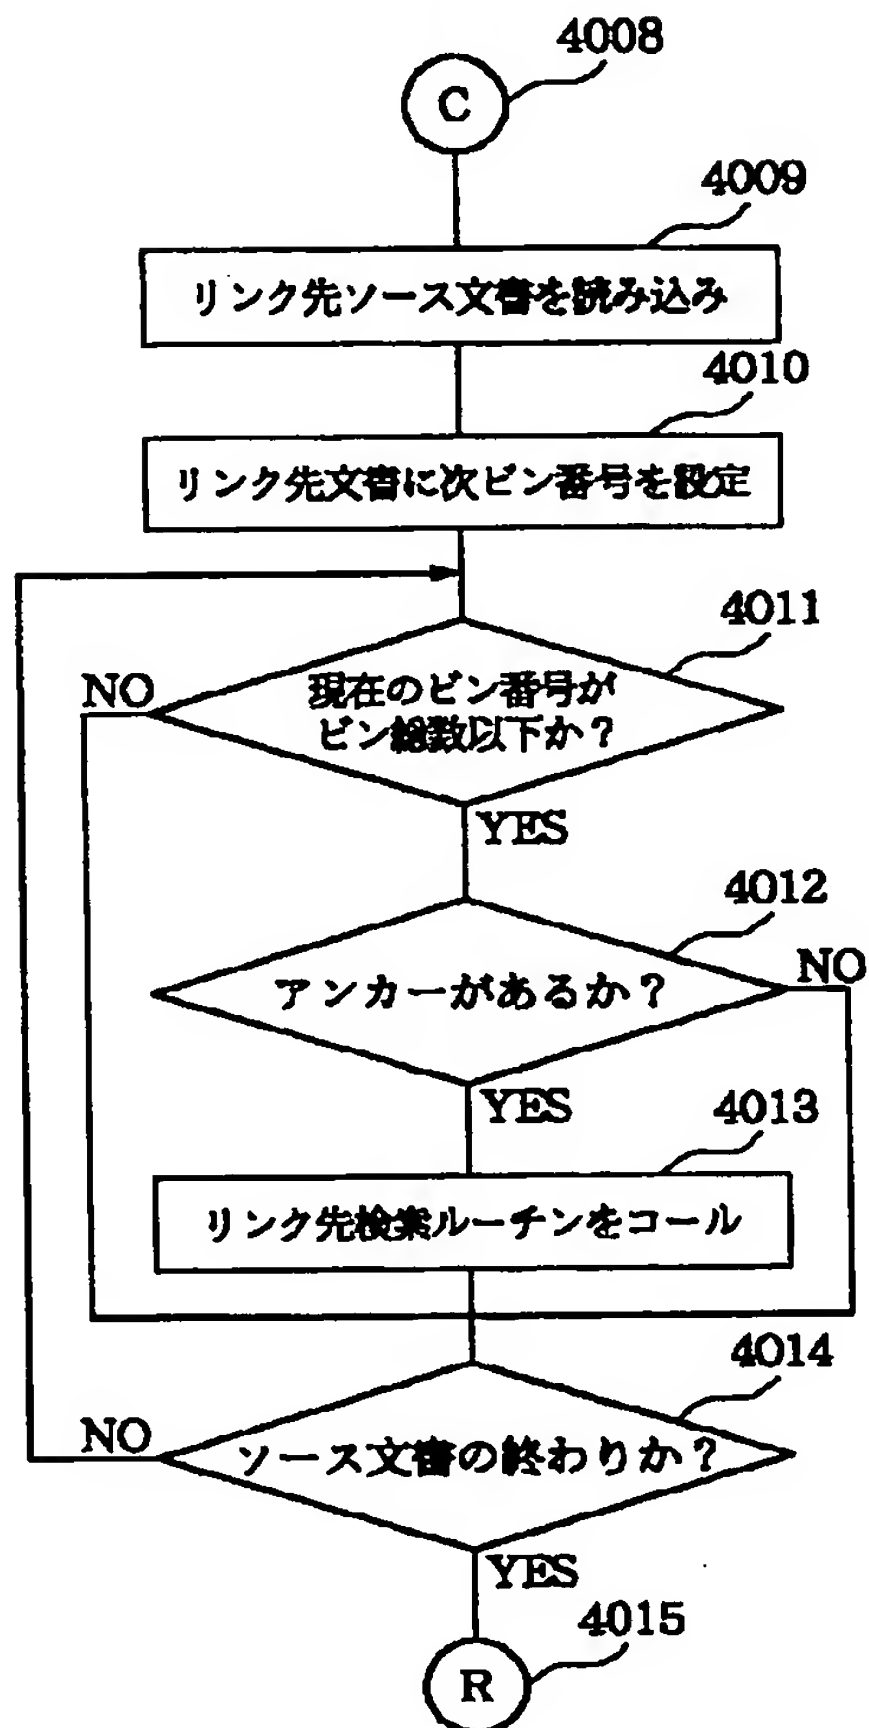 4008
C
4009
リンク先ソース文書を読み込み
4010
リンク先文書に次ビン番号を設定
4011
NO
現在のビン番号が
ビン総数以下か？
YES
4012
NO
アンカーがあるか？
YES
4013
リンク先検索ルーチンをコール
4014
NO
ソース文書の終わりか？
YES
4015
R